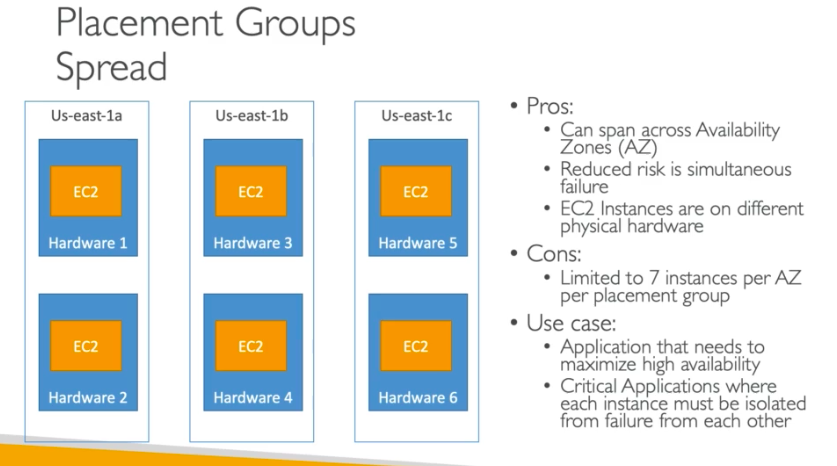 Placement Groups
Spread
Us-east-1a
Us-east-1b
Us-east-1c
EC2
EC2
EC2
Hardware 1
Hardware 3
Hardware 5
EC2
EC2
EC2
Hardware 2
Hardware 4
Hardware 6
• Pros:
• Can span across Availability
Zones (AZ)
• Reduced risk is simultaneous
failure
• EC2 Instances are on different
physical hardware
• Cons:
• Limited to 7 instances per AZ
per placement group
• Use case:
• Application that needs to
maximize high availability
• Critical Applications where
each instance must be isolated
from failure from each other